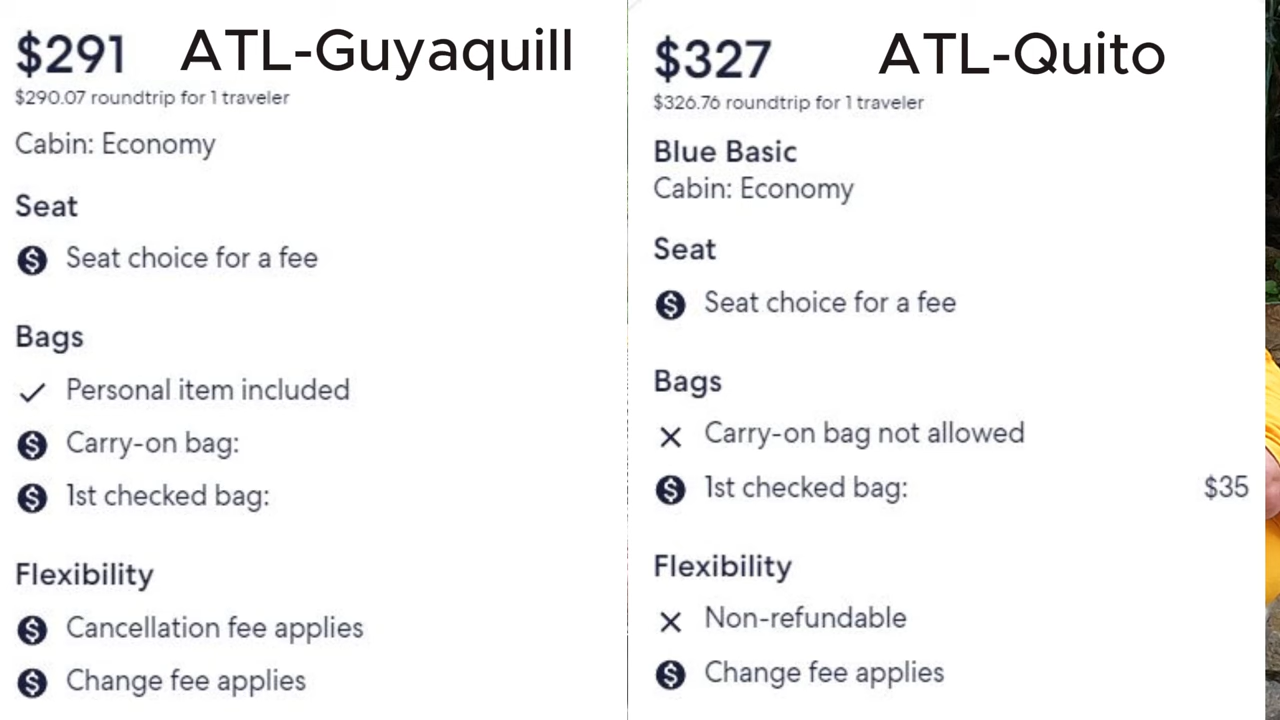 $291 ATL-Guyaquill
$290.07 roundtrip for 1 traveler
Cabin: Economy
Seat
Seat choice for a fee
Bags
Personal item included
Carry-on bag:
1st checked bag:
Flexibility
Cancellation fee applies
Change fee applies
$327 ATL-Quito
$326.76 roundtrip for 1 traveler
Blue Basic
Cabin: Economy
Seat
Seat choice for a fee
Bags
Carry-on bag not allowed
1st checked bag: $35
Flexibility
Non-refundable
Change fee applies